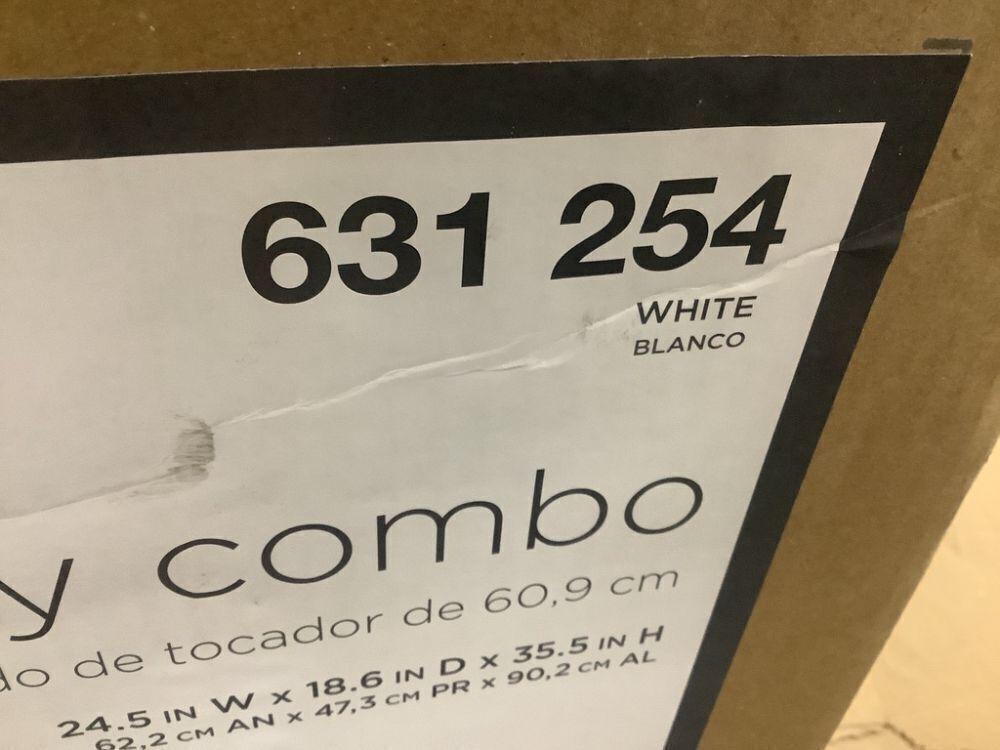 631 254
WHITE
BLANCO
y combo
do de tocador de 60,9 cm
24.5 IN W x 18.6 IN D x 35.5 IN H
62,2 CM AN x 47,3 CM PR x 90,2 CM AL